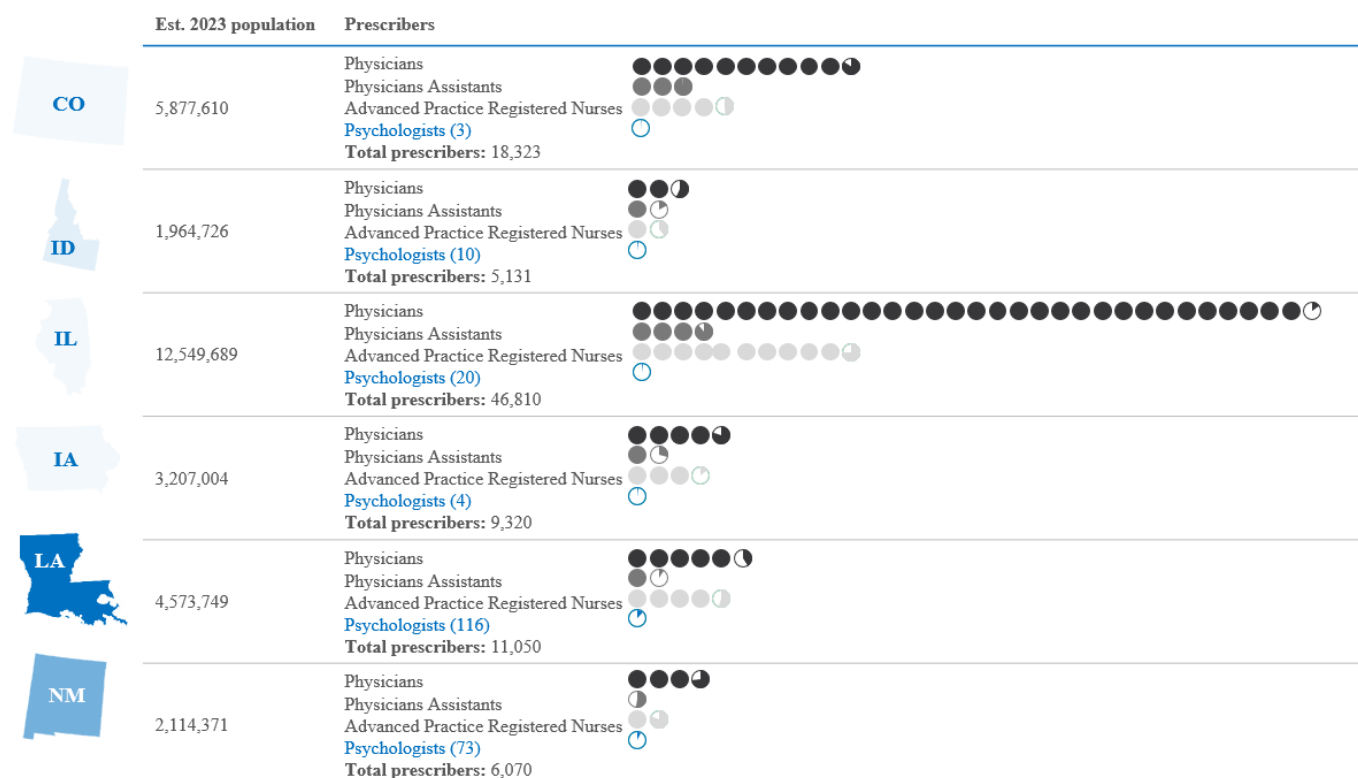 Est. 2023 population Prescribers
CO
5,877,610
Physicians
Physicians Assistants
Advanced Practice Registered Nurses
Psychologists (3)
Total prescribers: 18,323
ID
1,964,726
Physicians
Physicians Assistants
Advanced Practice Registered Nurses
Psychologists (10)
Total prescribers: 5,131
IL
12,549,689
Physicians
Physicians Assistants
Advanced Practice Registered Nurses
Psychologists (20)
Total prescribers: 46,810
IA
3,207,004
Physicians
Physicians Assistants
Advanced Practice Registered Nurses
Psychologists (4)
Total prescribers: 9,320
LA
4,573,749
Physicians
Physicians Assistants
Advanced Practice Registered Nurses
Psychologists (116)
Total prescribers: 11,050
NM
2,114,371
Physicians
Physicians Assistants
Advanced Practice Registered Nurses
Psychologists (73)
Total prescribers: 6,070